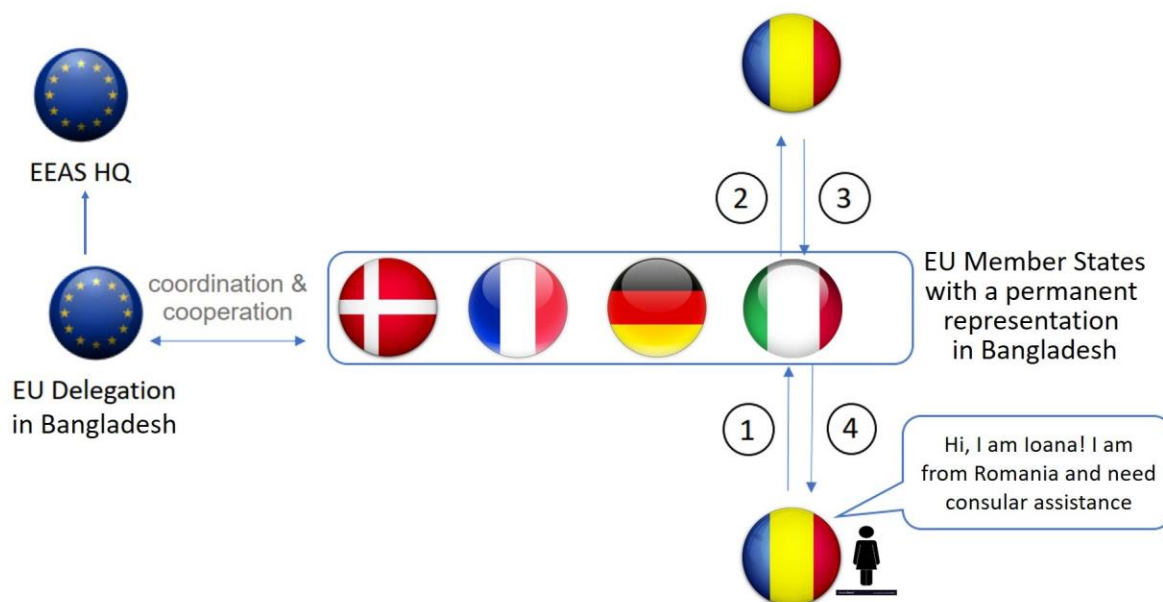 EEAS HQ
2
3
coordination &
cooperation
EU Member States
with a permanent
representation
in Bangladesh
EU Delegation
in Bangladesh
1
4
Hi, I am Ioana! I am
from Romania and need
consular assistance